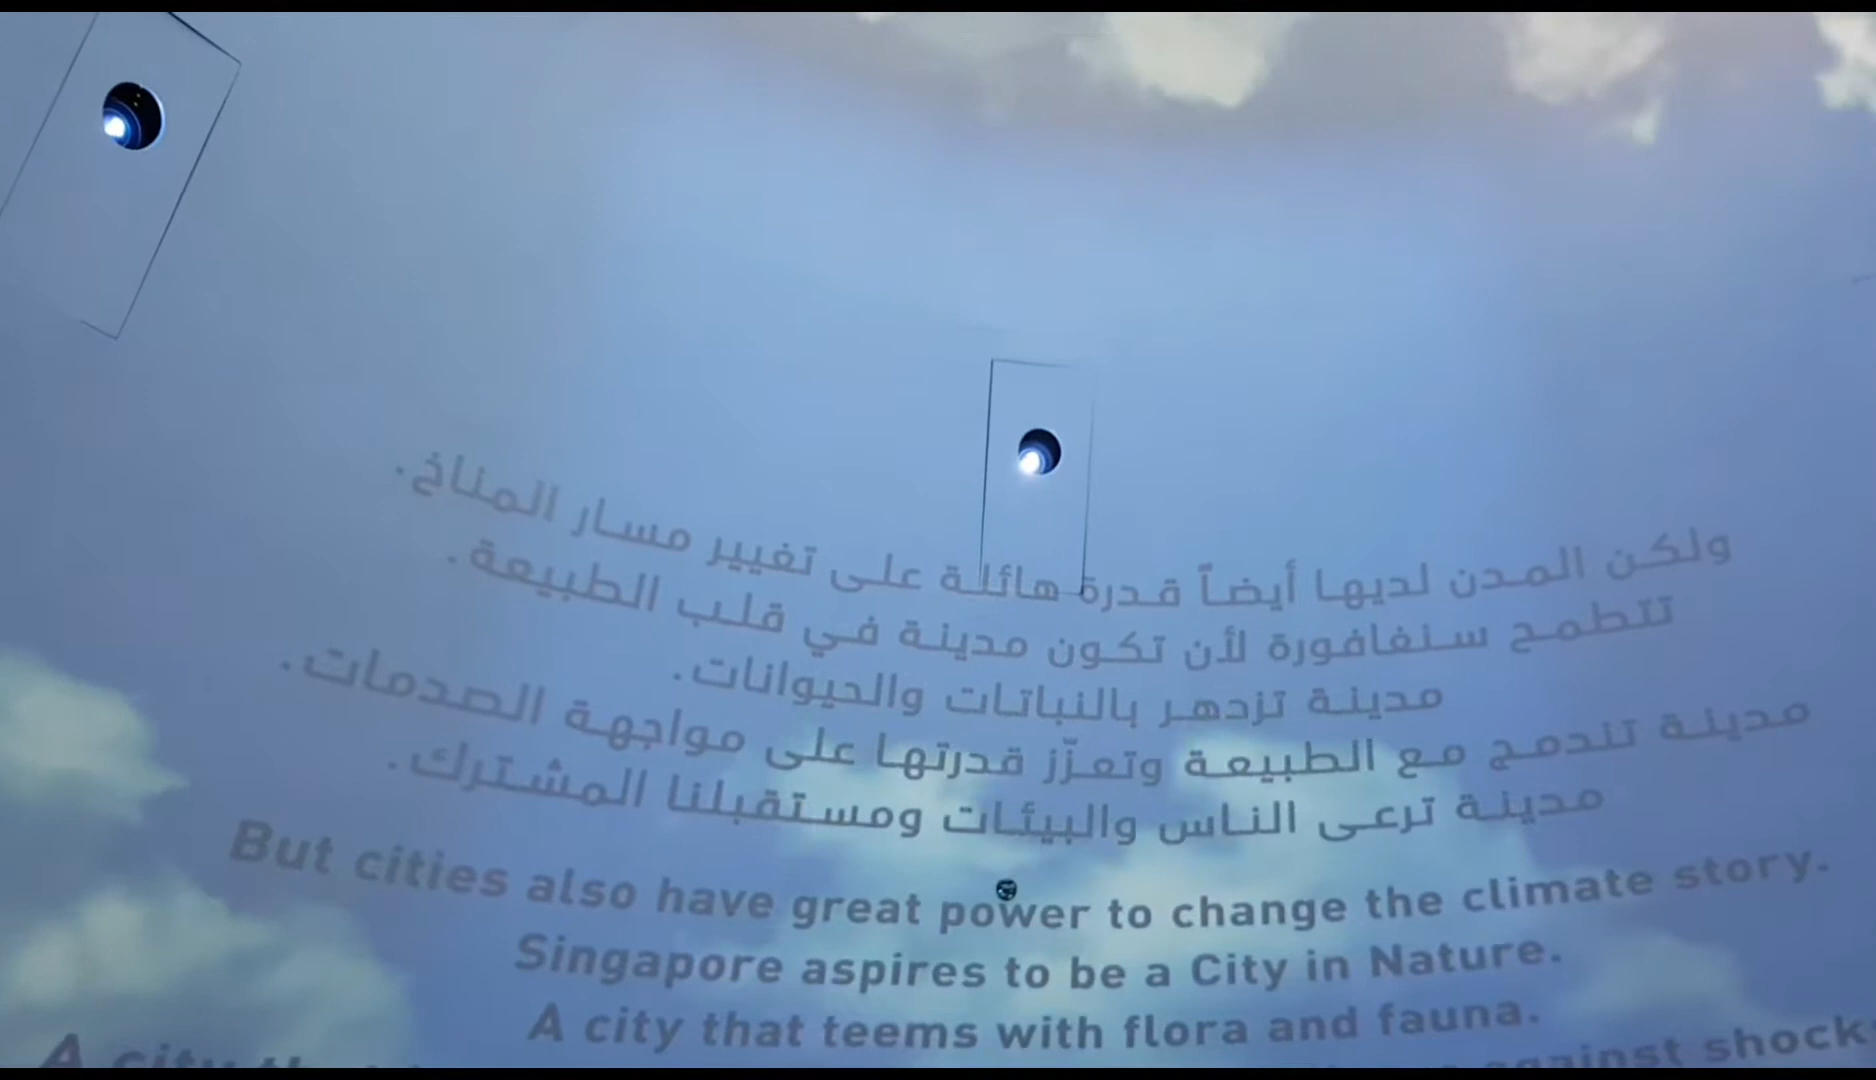 ولكن المدن لديها أيضاً قدرة هائلة على تغيير مسار المناخ.
تتطمح سنغافورة لأن تكون مدينة في قلب الطبيعة.
مدينة تزدهر بالنباتات والحيوانات.
مدينة تندمج مع الطبيعة وتعزّز قدرتها على مواجهة الصدمات.
مدينة ترعى الناس والبيئات ومستقبلنا المشترك.
But cities also have great power to change the climate story.
Singapore aspires to be a City in Nature.
A city that teems with flora and fauna.
A city against shock